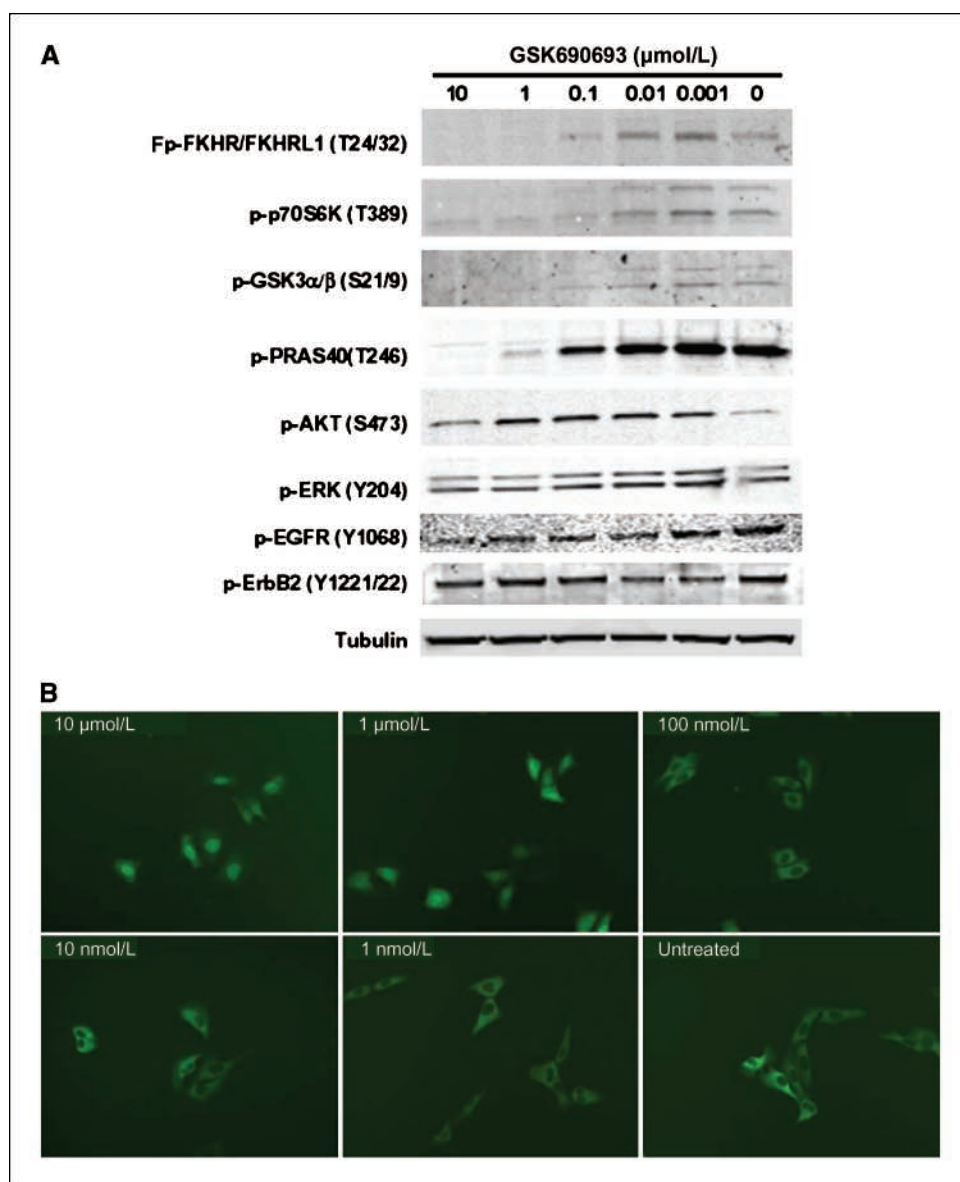 A
GSK690693 (µmol/L)
10 1 0.1 0.01 0.001 0
Fp-FKHR/FKHRL1 (T24/32)
p-p70S6K (T389)
p-GSK3α/β (S21/9)
p-PRAS40(T246)
p-AKT (S473)
p-ERK (Y204)
p-EGFR (Y1068)
p-ErbB2 (Y1221/22)
Tubulin
B
10 µmol/L 1 µmol/L 100 nmol/L
10 nmol/L 1 nmol/L Untreated